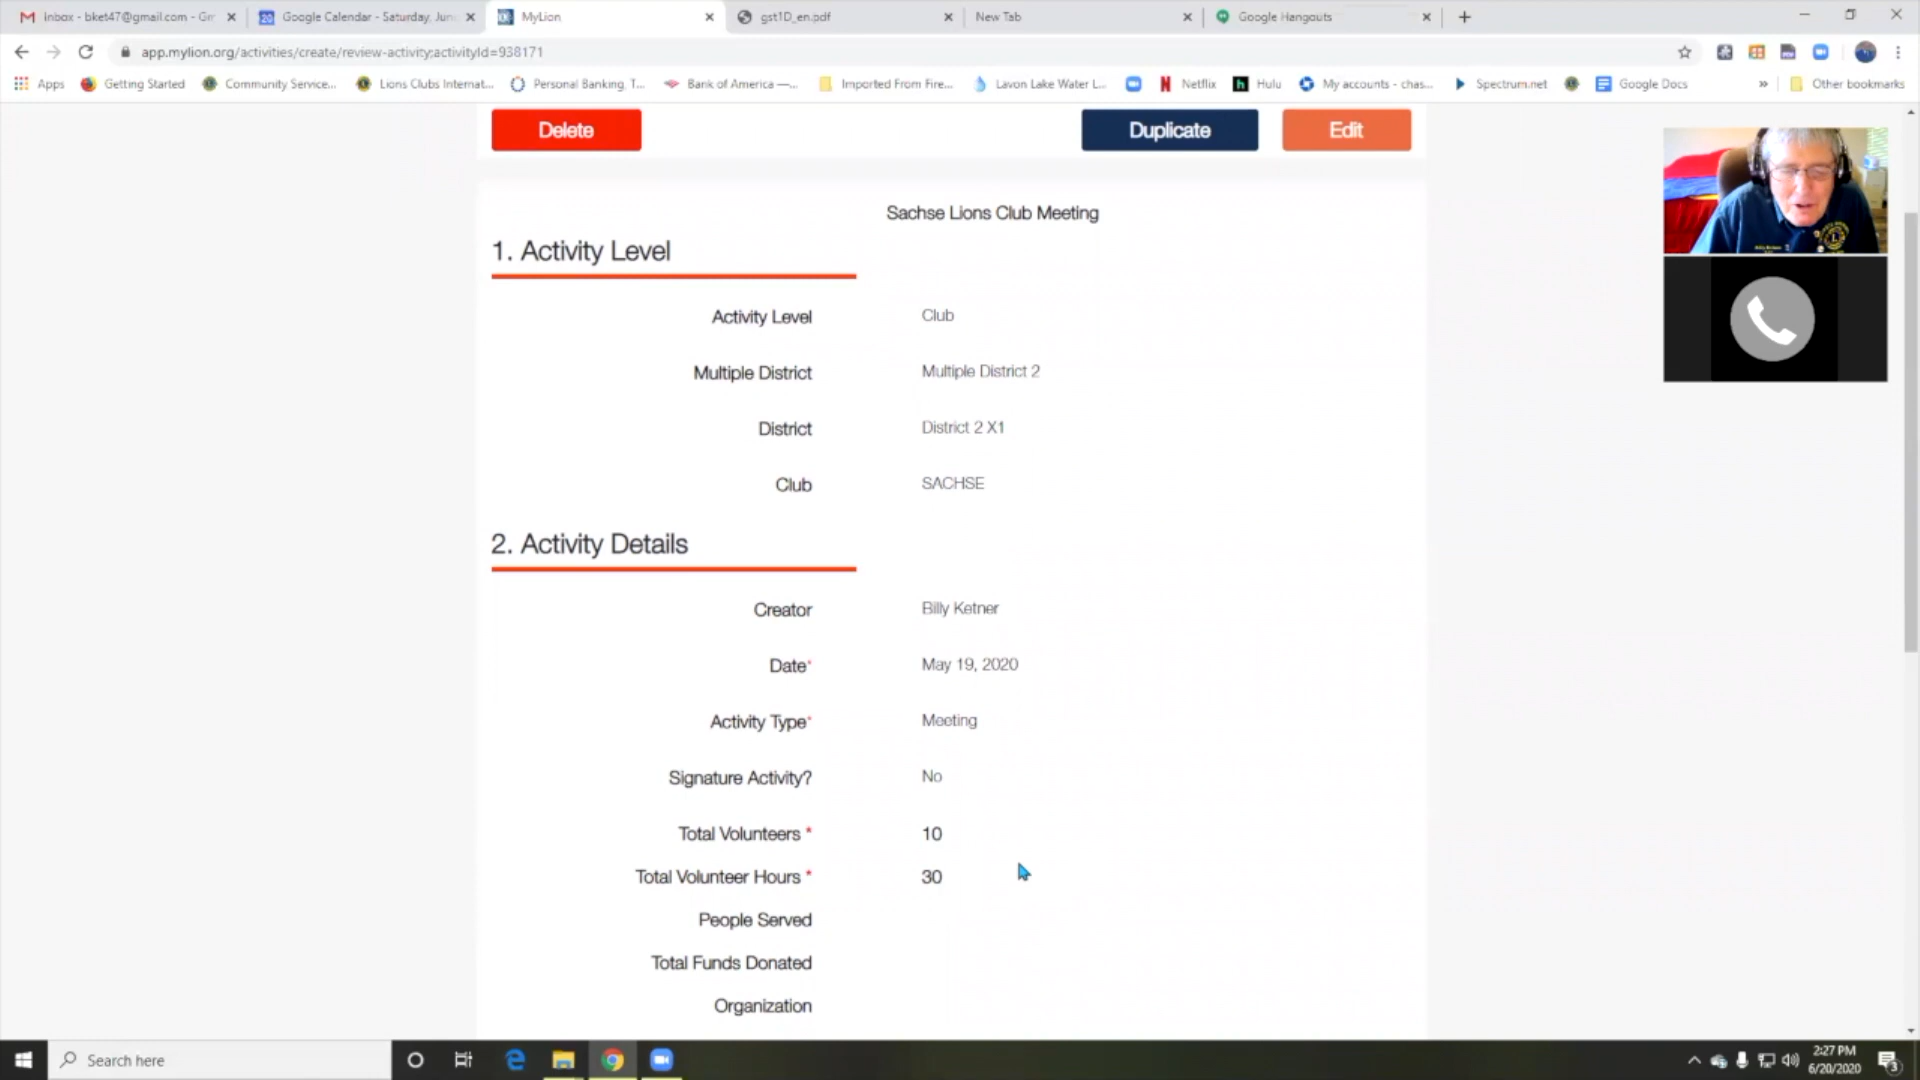 Inbox - bket47@gmail.com - Gm
Google Calendar - Saturday, Jun
MyLion
gst1D_en.pdf
New Tab
Google Hangouts
app.mylion.org/activities/create/review-activity;activityId=938171
Apps
Getting Started
Community Service...
Lions Clubs Internat...
Personal Banking, T...
Bank of America —...
Imported From Fire...
Lavon Lake Water L...
Netflix
Hulu
My accounts - chas...
Spectrum.net
Google Docs
»
Other bookmarks
Delete
Duplicate
Edit
Sachse Lions Club Meeting
1. Activity Level
Activity Level Club
Multiple District Multiple District 2
District District 2 X1
Club SACHSE
2. Activity Details
Creator Billy Ketner
Date* May 19, 2020
Activity Type* Meeting
Signature Activity? No
Total Volunteers * 10
Total Volunteer Hours * 30
People Served
Total Funds Donated
Organization
Search here
2:27 PM
6/20/2020
3